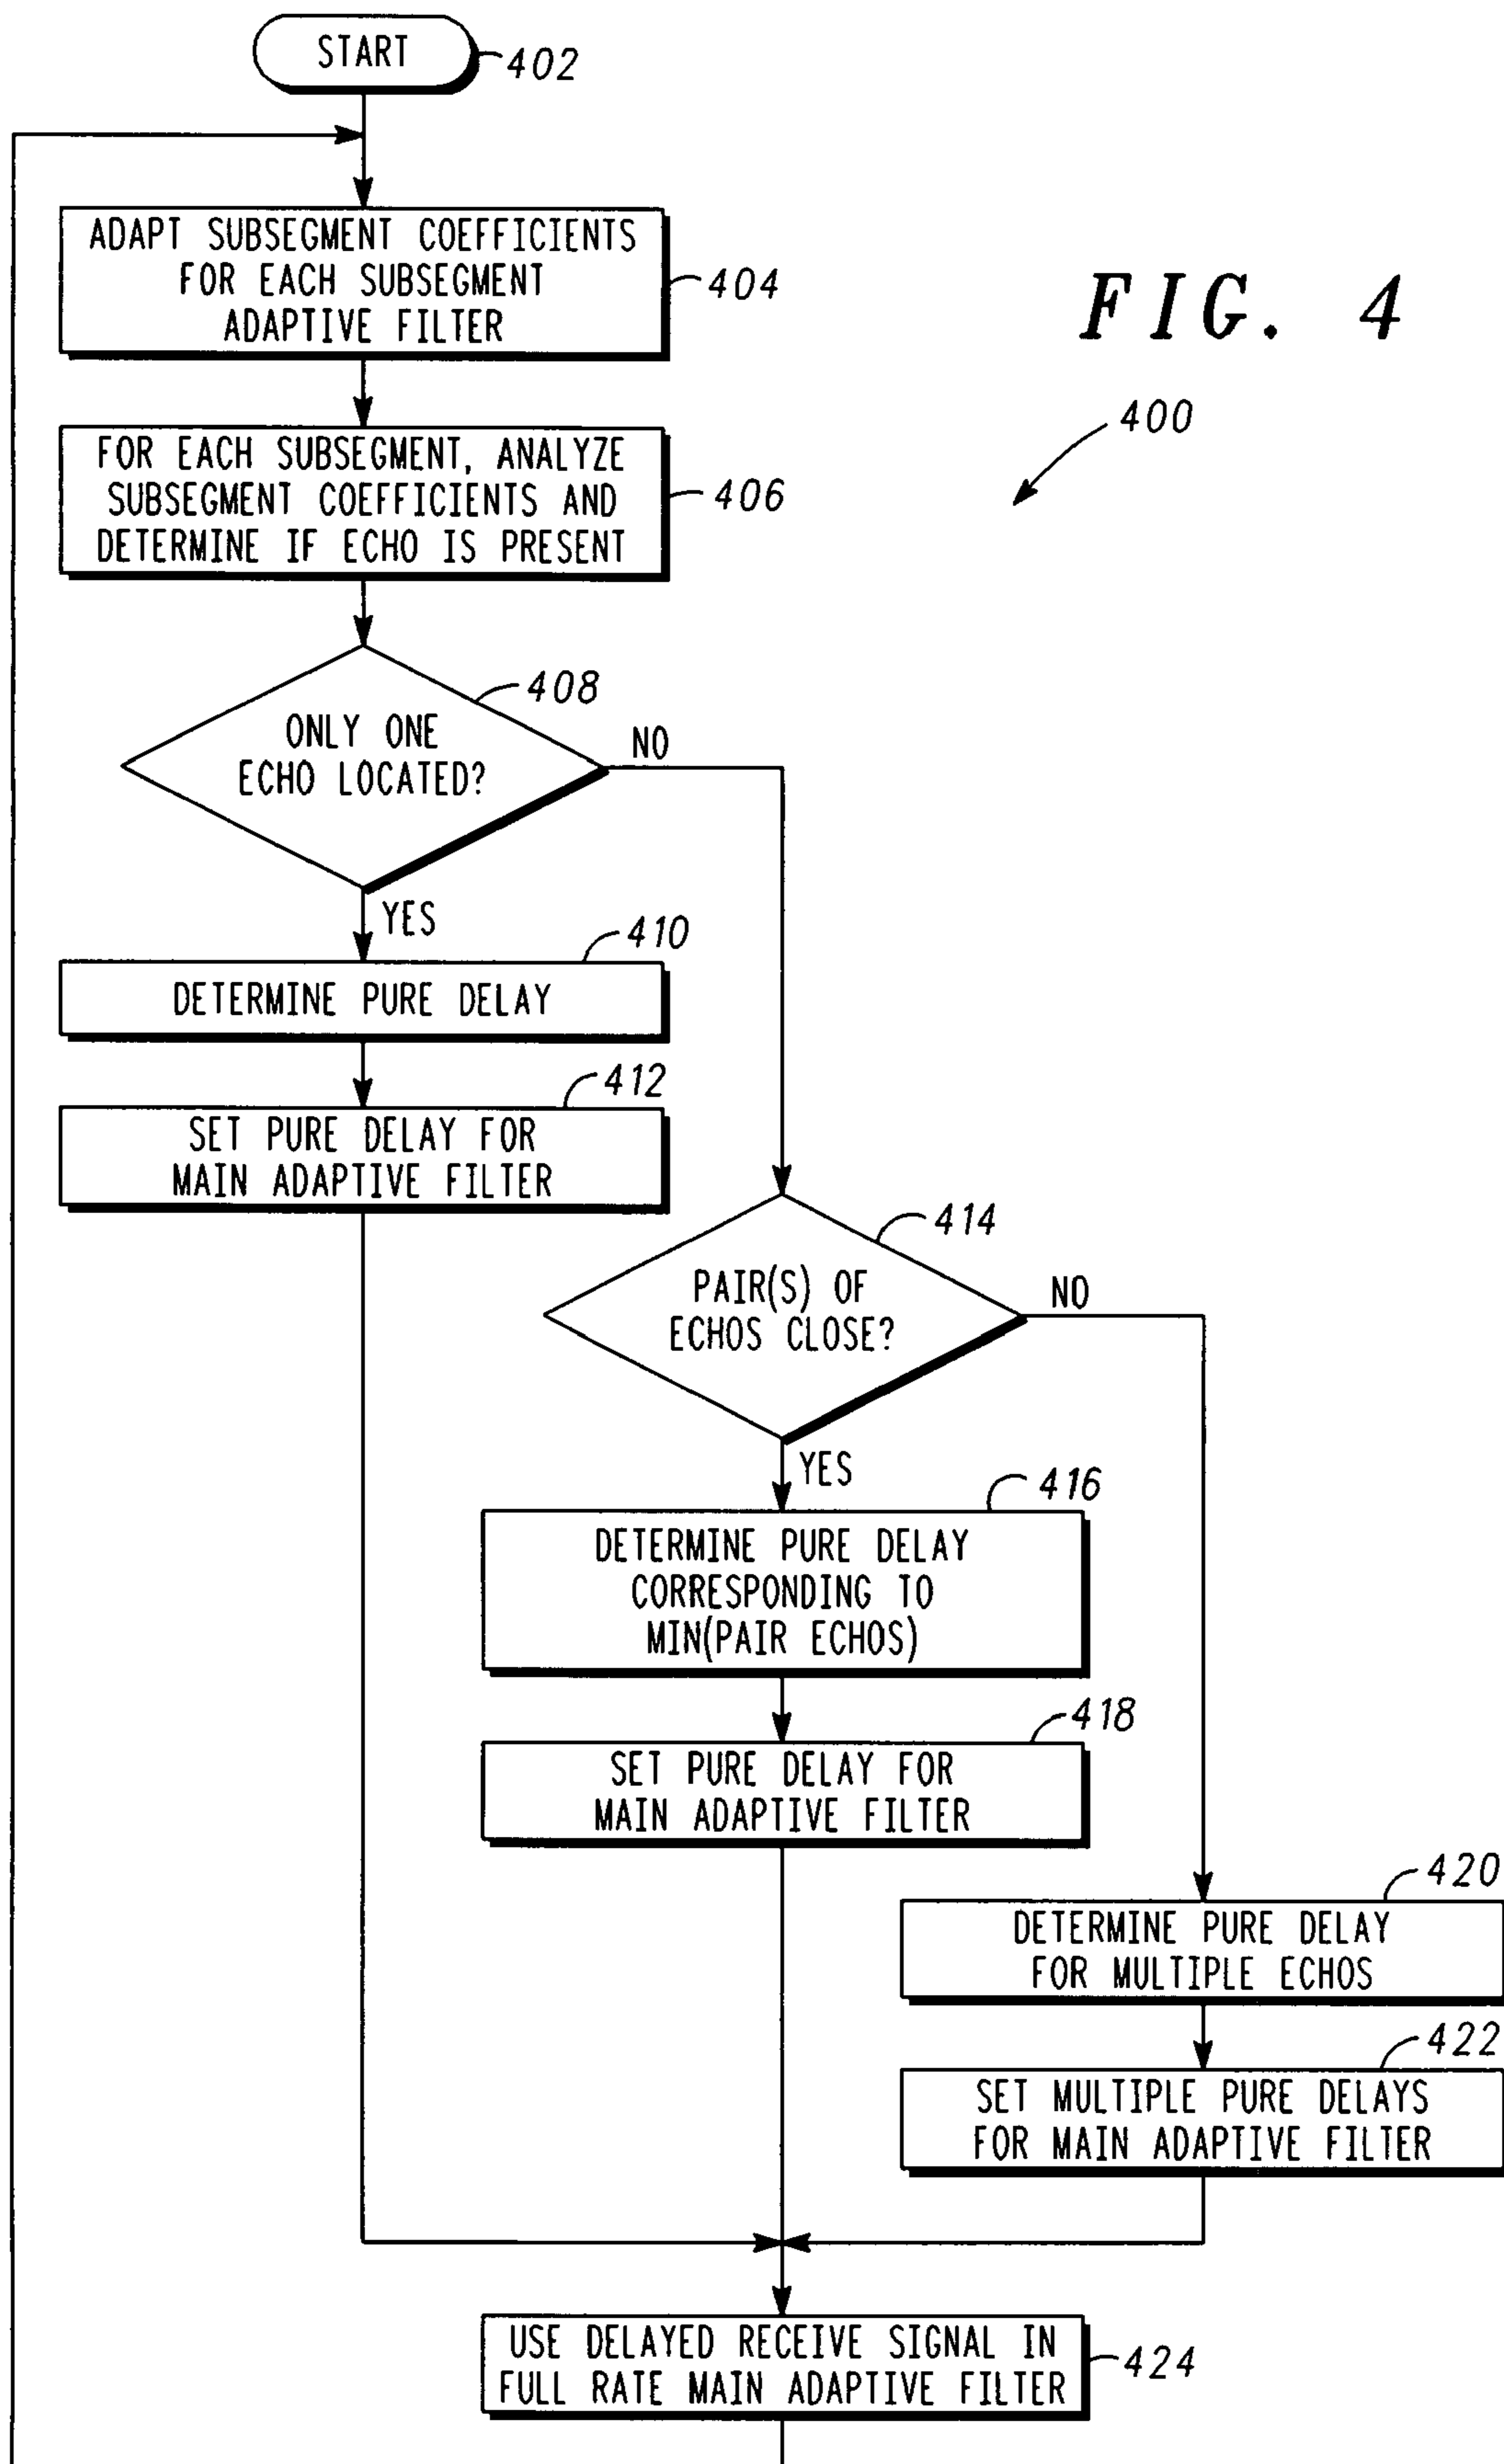 START
402
ADAPT SUBSEGMENT COEFFICIENTS
FOR EACH SUBSEGMENT
ADAPTIVE FILTER
404
FIG. 4
400
FOR EACH SUBSEGMENT, ANALYZE
SUBSEGMENT COEFFICIENTS AND
DETERMINE IF ECHO IS PRESENT
406
408
ONLY ONE
ECHO LOCATED?
NO
YES
410
DETERMINE PURE DELAY
412
SET PURE DELAY FOR
MAIN ADAPTIVE FILTER
414
PAIR(S) OF
ECHOS CLOSE?
NO
YES
416
DETERMINE PURE DELAY
CORRESPONDING TO
MIN(PAIR ECHOS)
418
SET PURE DELAY FOR
MAIN ADAPTIVE FILTER
420
DETERMINE PURE DELAY
FOR MULTIPLE ECHOS
422
SET MULTIPLE PURE DELAYS
FOR MAIN ADAPTIVE FILTER
USE DELAYED RECEIVE SIGNAL IN
FULL RATE MAIN ADAPTIVE FILTER
424